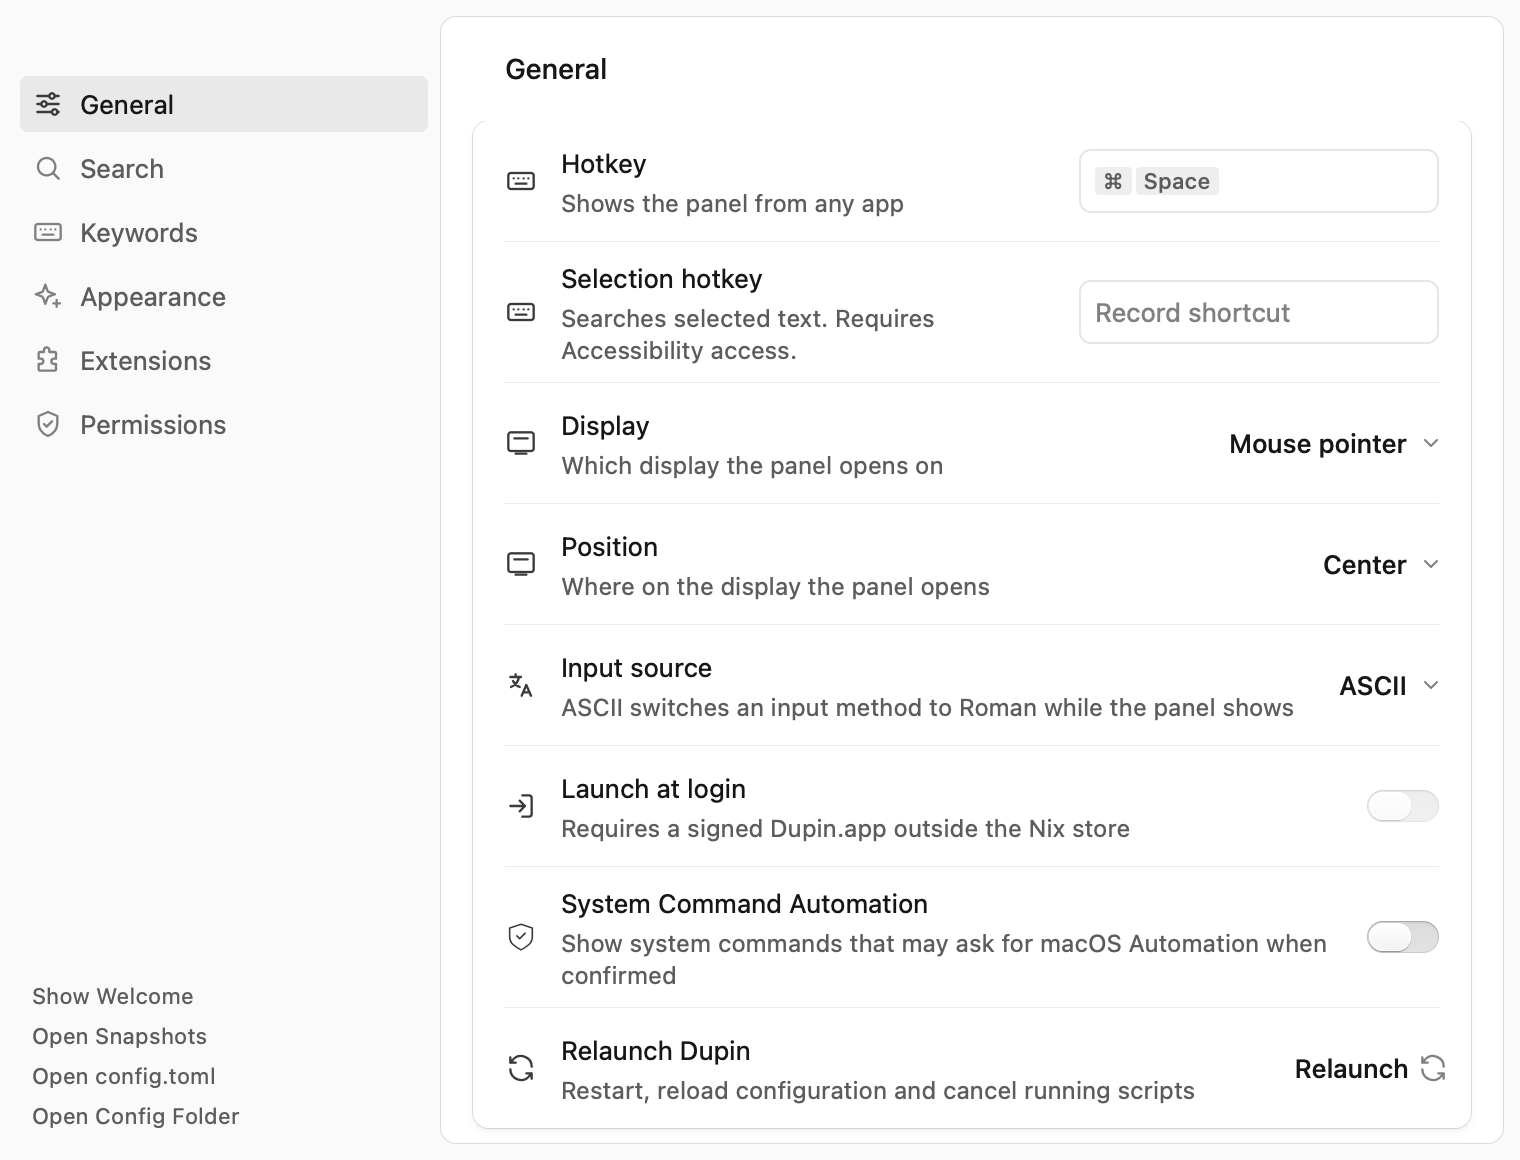 General
Search
Keywords
Appearance
Extensions
Permissions
Show Welcome
Open Snapshots
Open config.toml
Open Config Folder
General
Hotkey
Shows the panel from any app
⌘ Space
Selection hotkey
Searches selected text. Requires
Accessibility access.
Record shortcut
Display
Which display the panel opens on
Mouse pointer
Position
Where on the display the panel opens
Center
Input source
ASCII switches an input method to Roman while the panel shows
ASCII
Launch at login
Requires a signed Dupin.app outside the Nix store
System Command Automation
Show system commands that may ask for macOS Automation when
confirmed
Relaunch Dupin
Restart, reload configuration and cancel running scripts
Relaunch